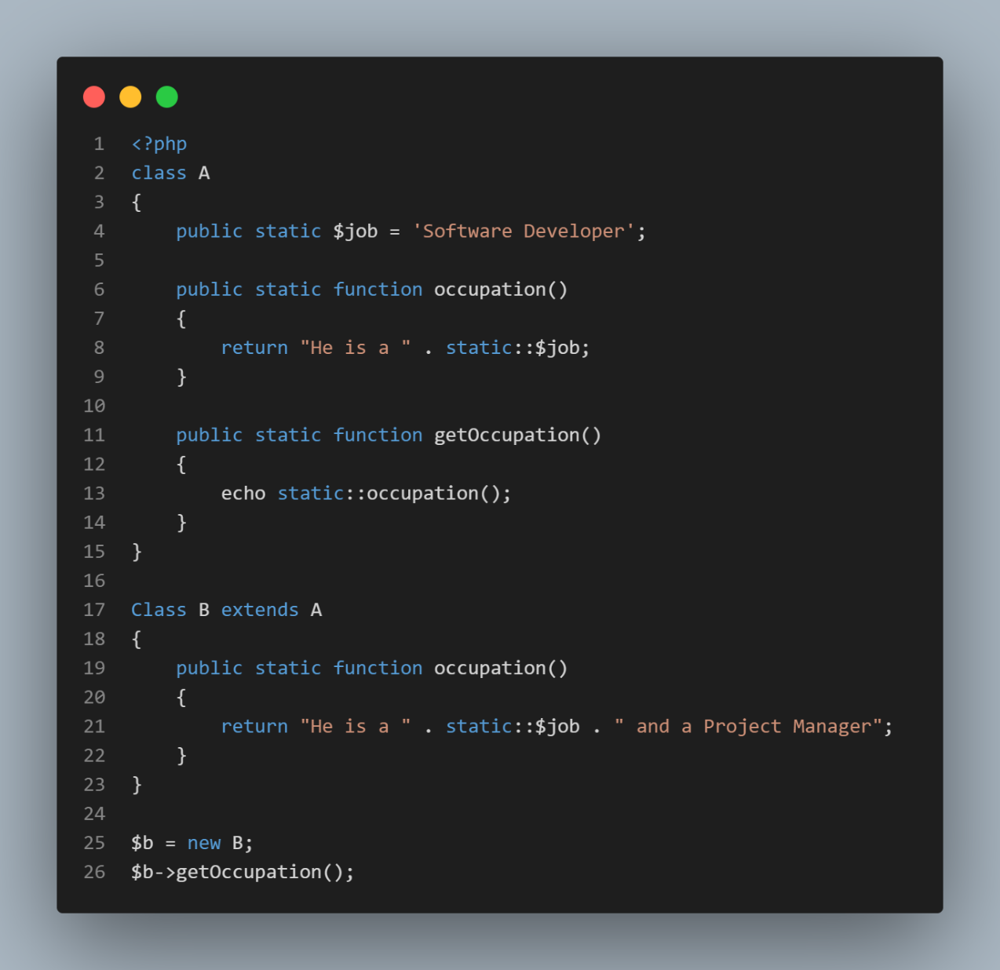 1 <?php
2 class A
3 {
4     public static $job = 'Software Developer';
5
6     public static function occupation()
7     {
8         return "He is a " . static::$job;
9     }
10
11     public static function getOccupation()
12     {
13         echo static::occupation();
14     }
15 }
16
17 Class B extends A
18 {
19     public static function occupation()
20     {
21         return "He is a " . static::$job . " and a Project Manager";
22     }
23 }
24
25 $b = new B;
26 $b->getOccupation();